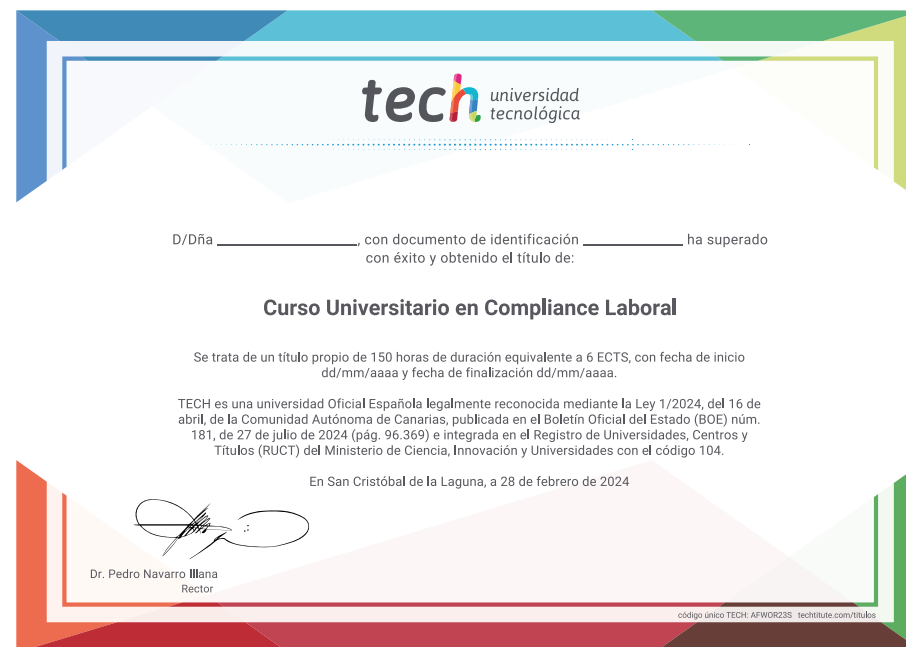 tech universidad
tecnológica
D/Dña ____________________, con documento de identificación ______________ ha superado
con éxito y obtenido el título de:
Curso Universitario en Compliance Laboral
Se trata de un título propio de 150 horas de duración equivalente a 6 ECTS, con fecha de inicio
dd/mm/aaaa y fecha de finalización dd/mm/aaaa.
TECH es una universidad Oficial Española legalmente reconocida mediante la Ley 1/2024, del 16 de
abril, de la Comunidad Autónoma de Canarias, publicada en el Boletín Oficial del Estado (BOE) núm.
181, de 27 de julio de 2024 (pág. 96.369) e integrada en el Registro de Universidades, Centros y
Títulos (RUCT) del Ministerio de Ciencia, Innovación y Universidades con el código 104.
En San Cristóbal de la Laguna, a 28 de febrero de 2024
Dr. Pedro Navarro Illana
Rector
código único TECH: AFWOR23S techtitute.com/titulos